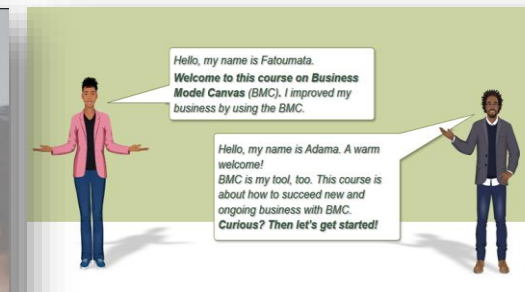 Hello, my name is Fatoumata.
Welcome to this course on Business
Model Canvas (BMC). I improved my
business by using the BMC.
Hello, my name is Adama. A warm
welcome!
BMC is my tool, too. This course is
about how to succeed new and
ongoing business with BMC.
Curious? Then let's get started!